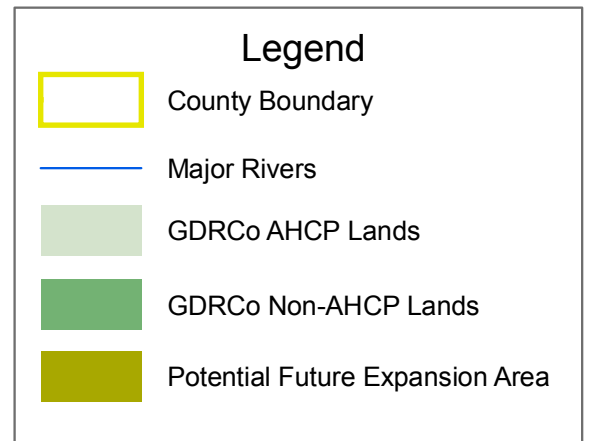 Legend
County Boundary
Major Rivers
GDRCo AHCP Lands
GDRCo Non-AHCP Lands
Potential Future Expansion Area